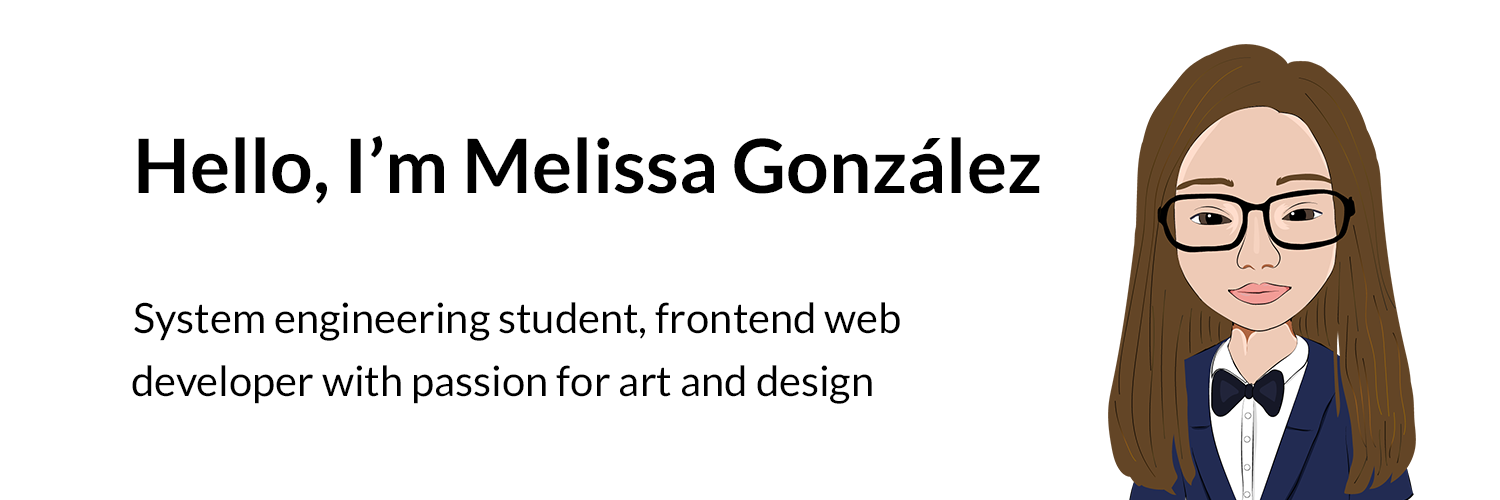 Hello, I’m Melissa González
System engineering student, frontend web
developer with passion for art and design